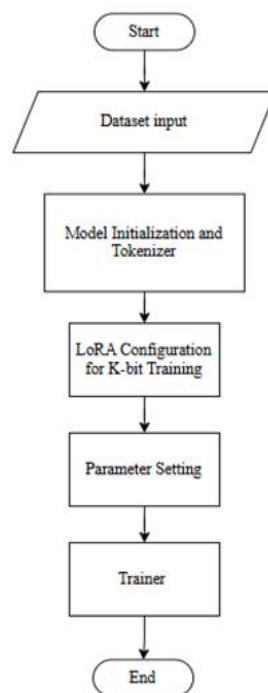 Start
Dataset input
Model Initialization and
Tokenizer
LoRA Configuration
for K-bit Training
Parameter Setting
Trainer
End